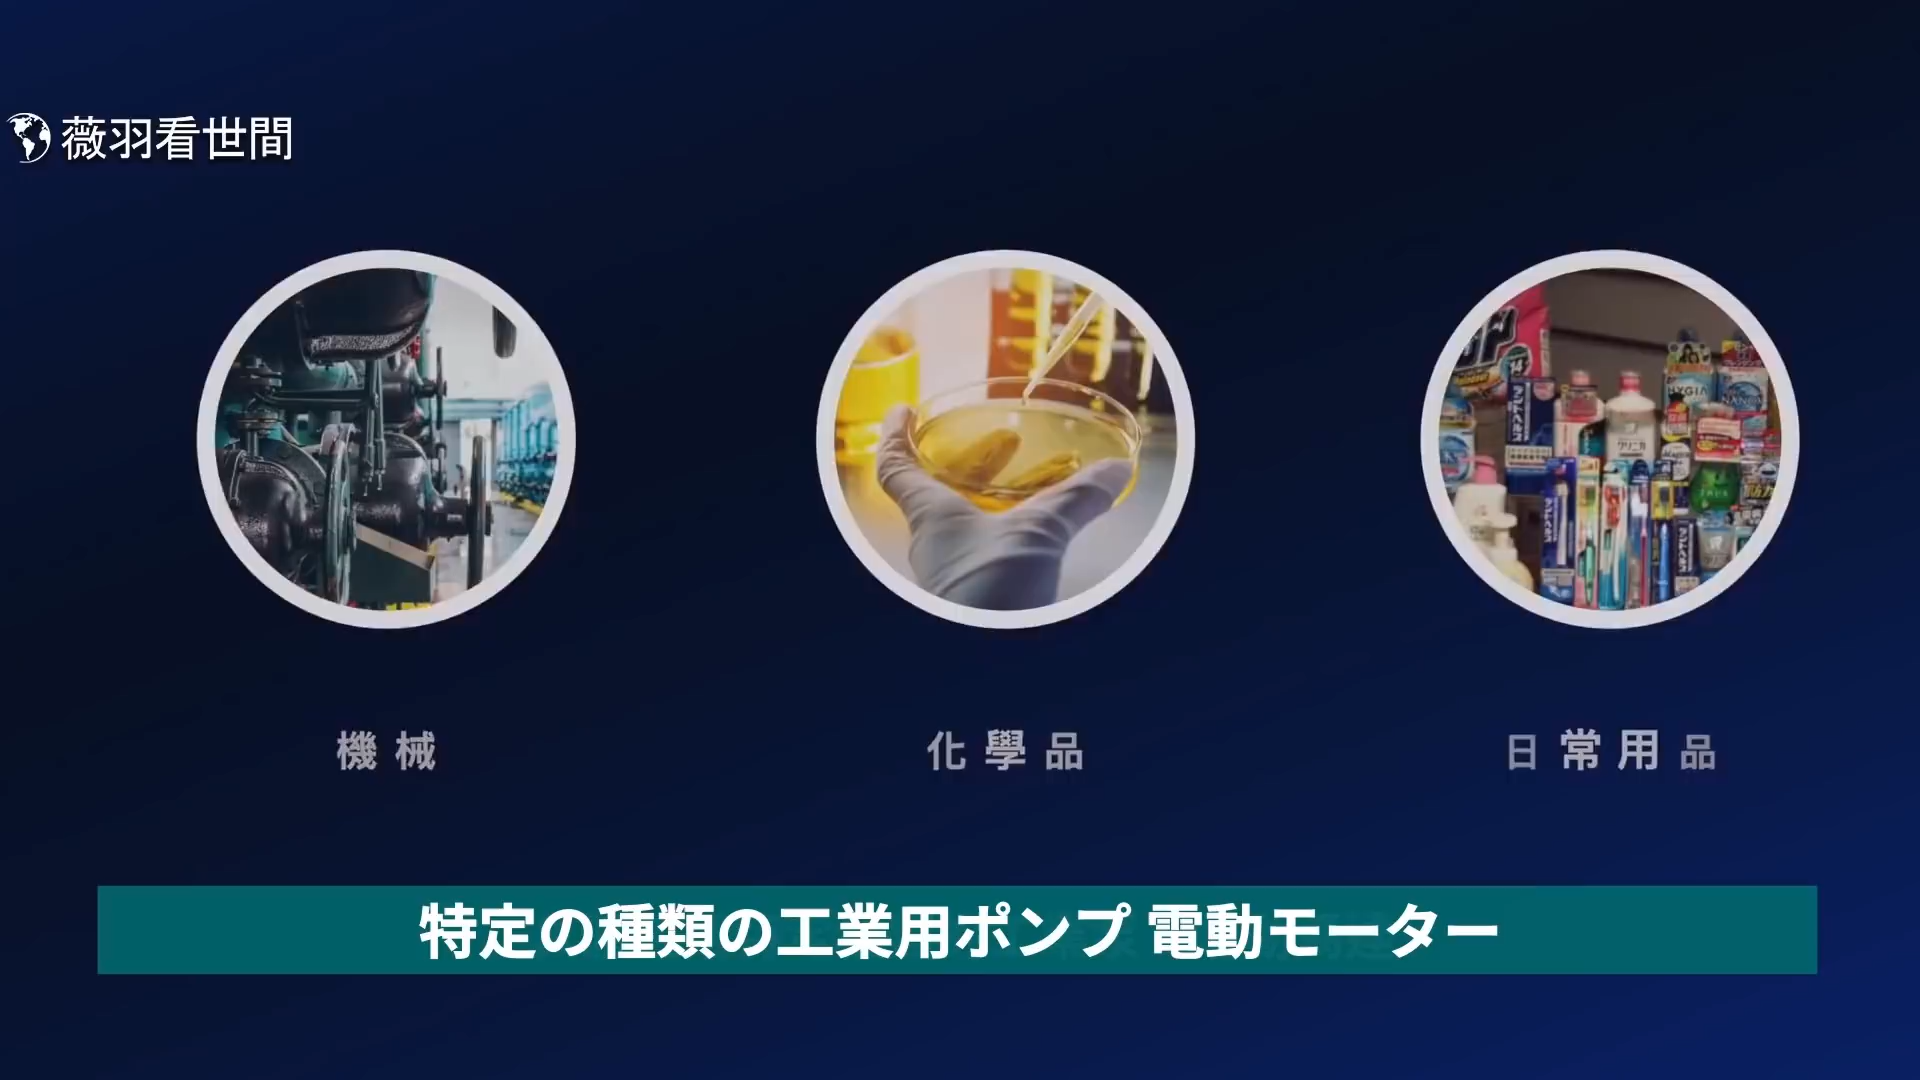 薇羽看世間
機械
化學品
日常用品
特定の種類の工業用ポンプ 電動モーター